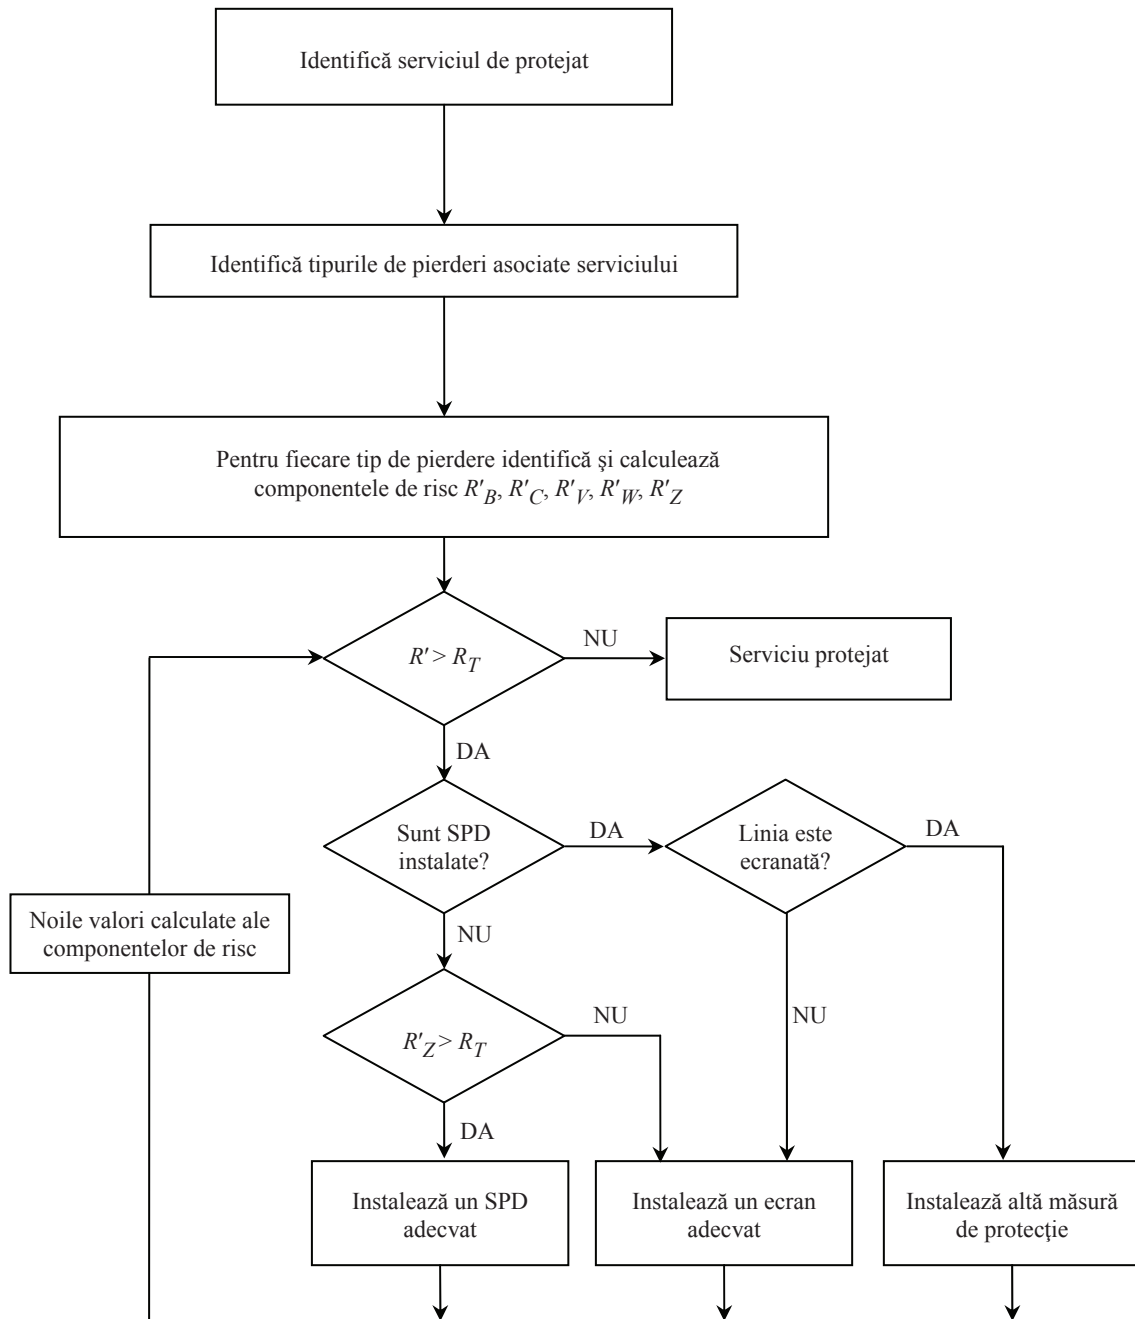 Identifică serviciul de protejat
Identifică tipurile de pierderi asociate serviciului
Pentru fiecare tip de pierdere identifică şi calculează
componentele de risc R'B, R'C, R'V, R'W, R'Z
R' > RT
NU
Serviciu protejat
DA
Sunt SPD
instalate?
DA
Linia este
ecranată?
DA
Noile valori calculate ale
componentelor de risc
NU
R'Z > RT
NU
NU
DA
Instalează un SPD
adecvat
Instalează un ecran
adecvat
Instalează altă măsură
de protecţie